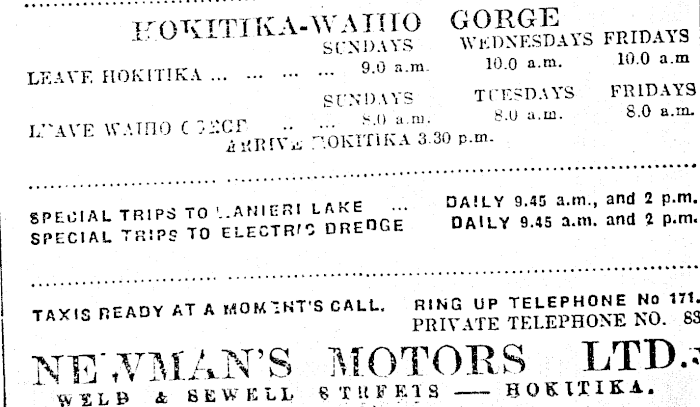 HOKITIKA-WAIHO GORGE
SUNDAYS WEDNESDAYS FRIDAYS
LEAVE HOKITIKA ... ... ... ... 9.0 a.m. 10.0 a.m. 10.0 a.m
SUNDAYS TUESDAYS FRIDAYS
LEAVE WAIHO GORGE .. ... 8.0 a.m. 8.0 a.m. 8.0 a.m.
ARRIVE HOKITIKA 3.30 p.m.
SPECIAL TRIPS TO KANIERI LAKE ... DAILY 9.45 a.m., and 2 p.m.
SPECIAL TRIPS TO ELECTRIC DREDGE DAILY 9.45 a.m. and 2 p.m.
TAXIS READY AT A MOMENT'S CALL. RING UP TELEPHONE No 171.
PRIVATE TELEPHONE NO. 83
NEWMAN'S MOTORS LTD.
WELD & SEWELL STREETS — HOKITIKA.